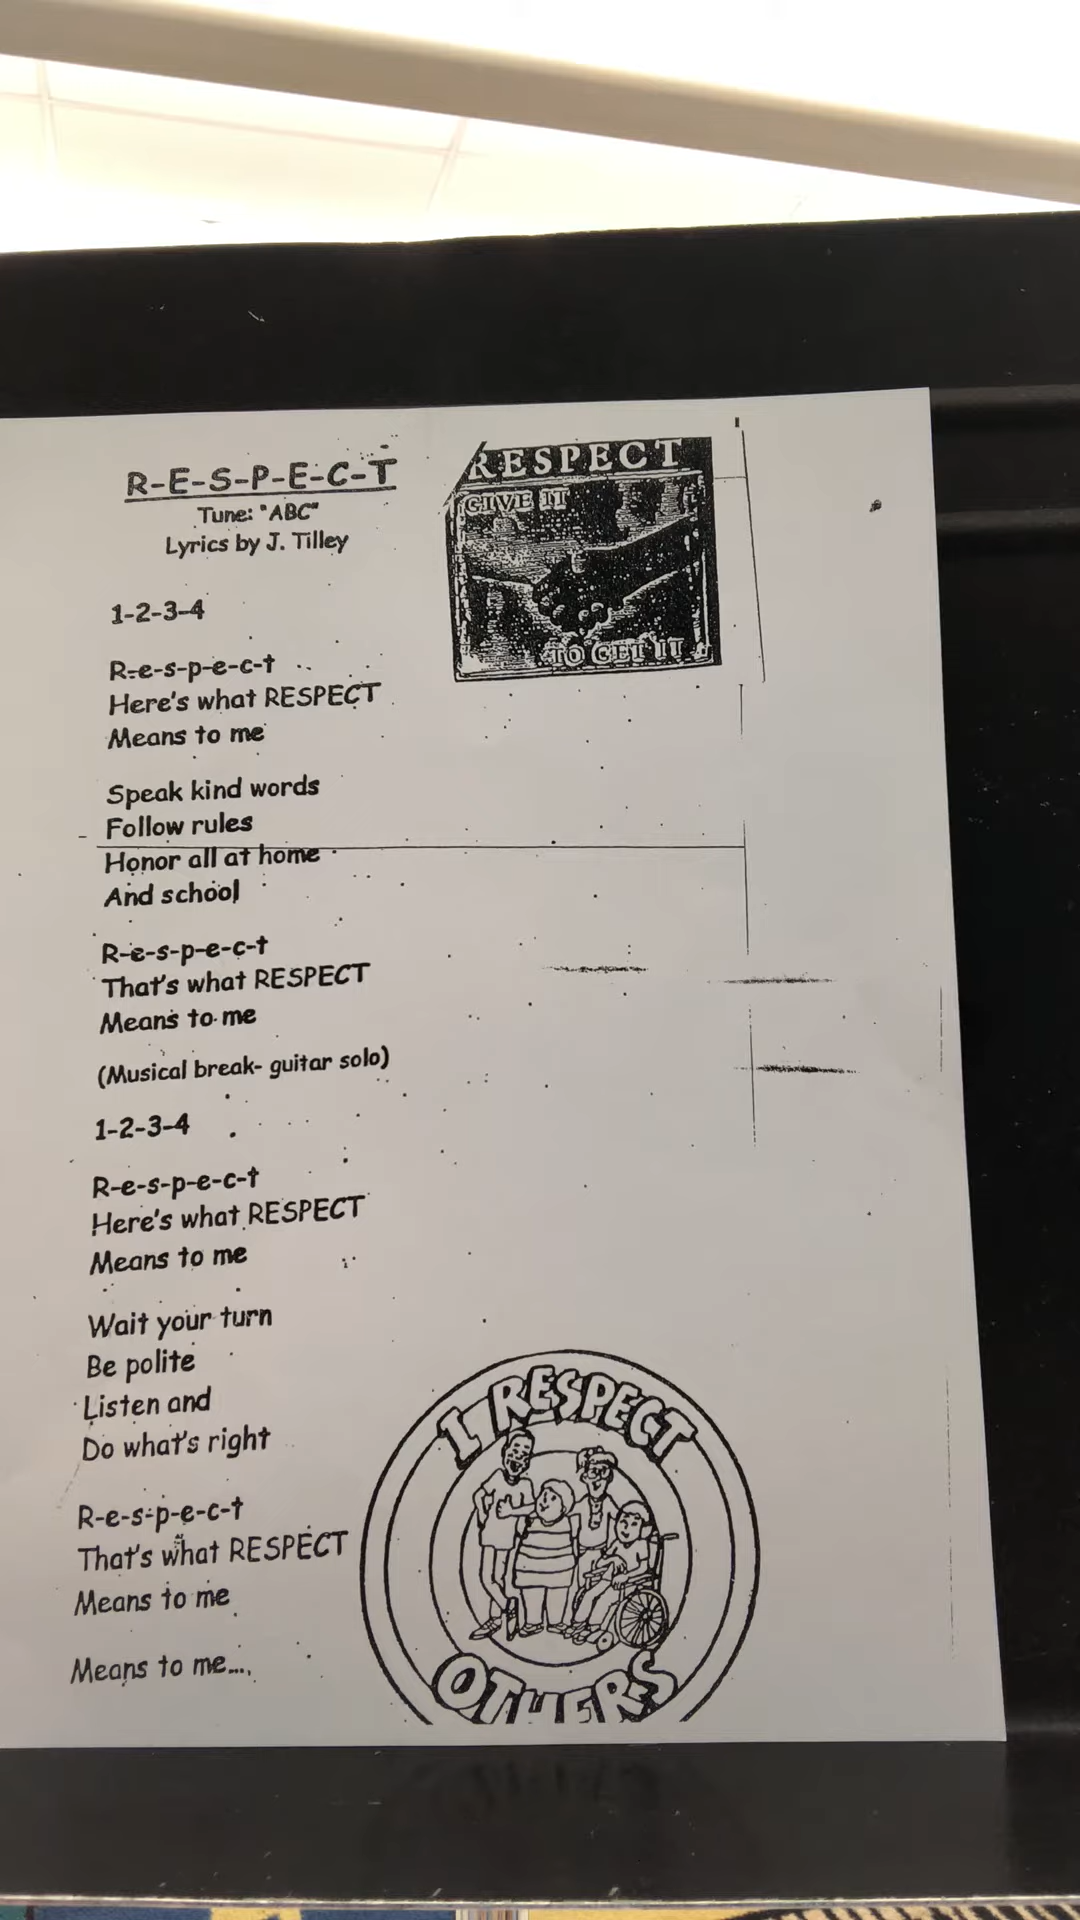 R-E-S-P-E-C-T
Tune: "ABC"
Lyrics by J. Tilley
RESPECT
GIVE IT
TO GET IT
1-2-3-4
R-e-s-p-e-c-t
Here's what RESPECT
Means to me
Speak kind words
Follow rules
Honor all at home
And school
R-e-s-p-e-c-t
That's what RESPECT
Means to me
(Musical break- guitar solo)
1-2-3-4
R-e-s-p-e-c-t
Here's what RESPECT
Means to me
Wait your turn
Be polite
Listen and
Do what's right
R-e-s-p-e-c-t
That's what RESPECT
Means to me
Means to me....
I RESPECT
OTHERS